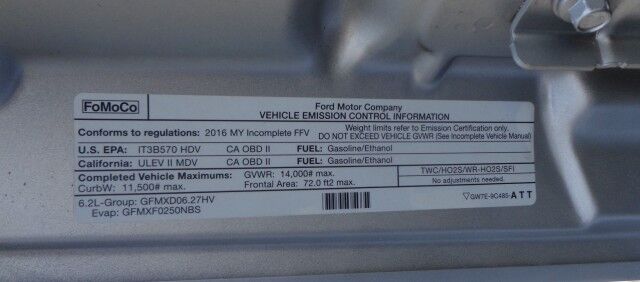 FoMoCo
Ford Motor Company
VEHICLE EMISSION CONTROL INFORMATION
Conforms to regulations: 2016 MY Incomplete FFV
Weight limits refer to Emission Certification only.
DO NOT EXCEED VEHICLE GVWR (See Incomplete Vehicle Manual)
U.S. EPA: IT3B570 HDV CA OBD II FUEL: Gasoline/Ethanol
California: ULEV II MDV CA OBD II FUEL: Gasoline/Ethanol
Completed Vehicle Maximums: GVWR: 14,000# max.
CurbW: 11,500# max. Frontal Area: 72.0 ft2 max.
TWC/HO2S/WR-HO2S/SFI
No adjustments needed.
6.2L-Group: GFMXD06.27HV
Evap: GFMXF0250NBS
GW7E-9C485-ATT